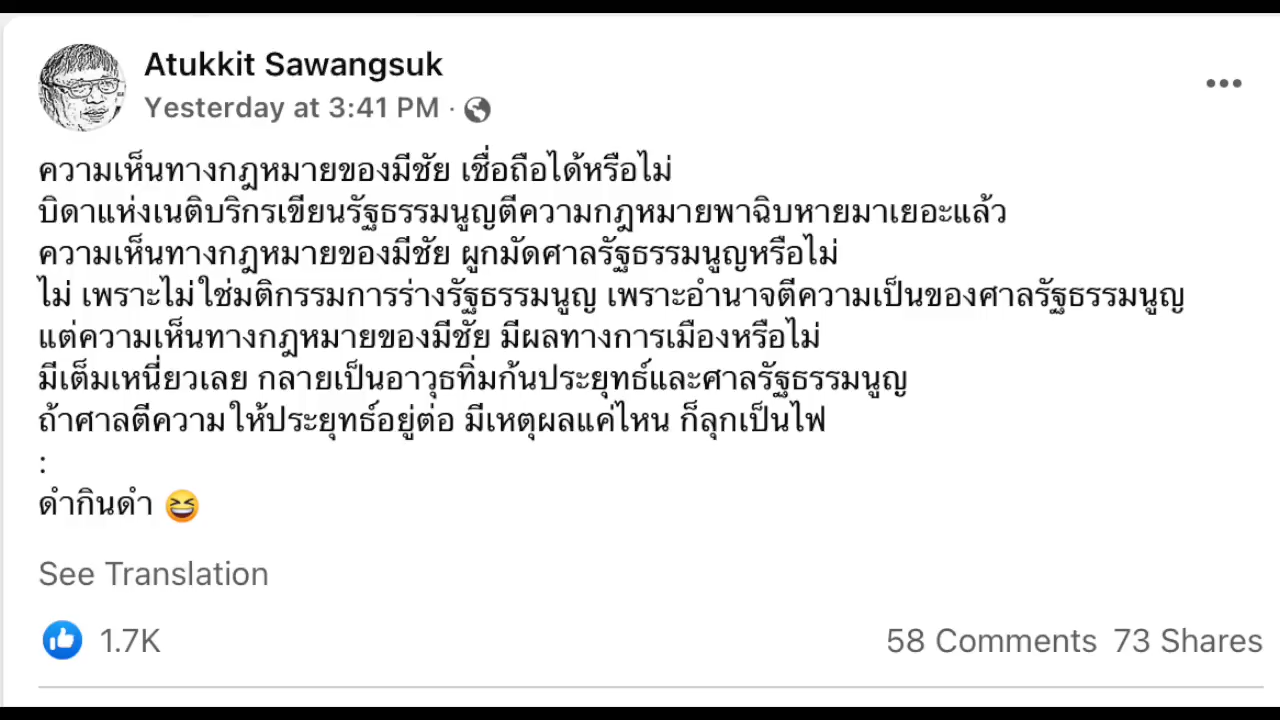 Atukkit Sawangsuk
Yesterday at 3:41 PM ·
ความเห็นทางกฎหมายของมีชัย เชื่อถือได้หรือไม่
บิดาแห่งเนติบริกรเขียนรัฐธรรมนูญตีความกฎหมายพาฉิบหายมาเยอะแล้ว
ความเห็นทางกฎหมายของมีชัย ผูกมัดศาลรัฐธรรมนูญหรือไม่
ไม่ เพราะไม่ใช่มติกรรมการร่างรัฐธรรมนูญ เพราะอำนาจตีความเป็นของศาลรัฐธรรมนูญ
แต่ความเห็นทางกฎหมายของมีชัย มีผลทางการเมืองหรือไม่
มีเต็มเหนี่ยวเลย กลายเป็นอาวุธทิ่มก้นประยุทธ์และศาลรัฐธรรมนูญ
ถ้าศาลตีความให้ประยุทธ์อยู่ต่อ มีเหตุผลแค่ไหน ก็ลุกเป็นไฟ
:
ดำกินดำ 😆
See Translation
1.7K 58 Comments 73 Shares